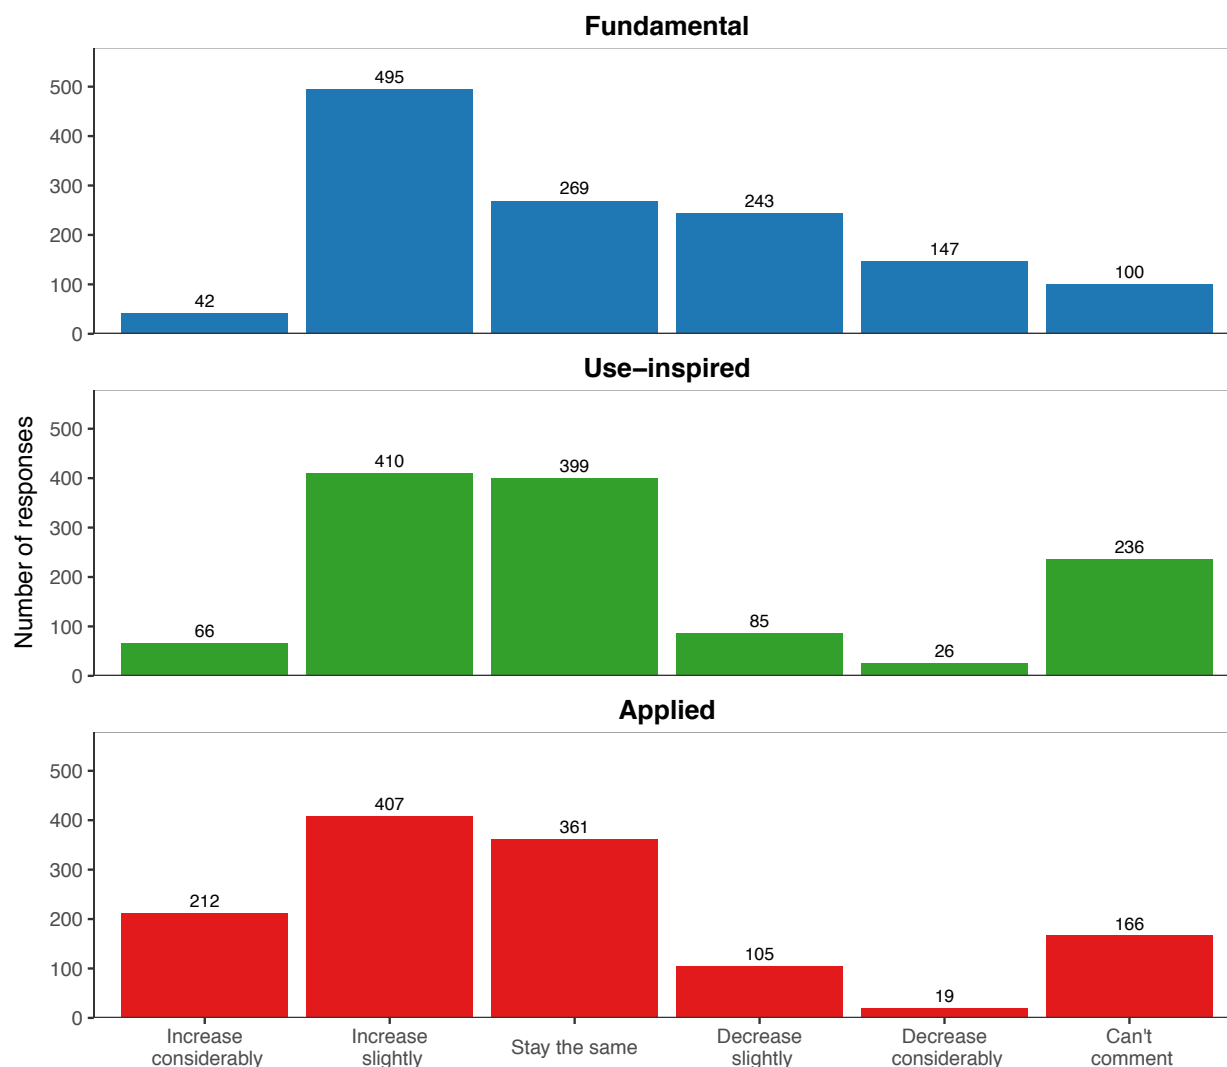 Fundamental
500
400
300
200
100
0
42
495
269
243
147
100
Use–inspired
Number of responses
500
400
300
200
100
0
66
410
399
85
26
236
Applied
500
400
300
200
100
0
212
407
361
105
19
166
Increase
considerably
Increase
slightly
Stay the same
Decrease
slightly
Decrease
considerably
Can't
comment